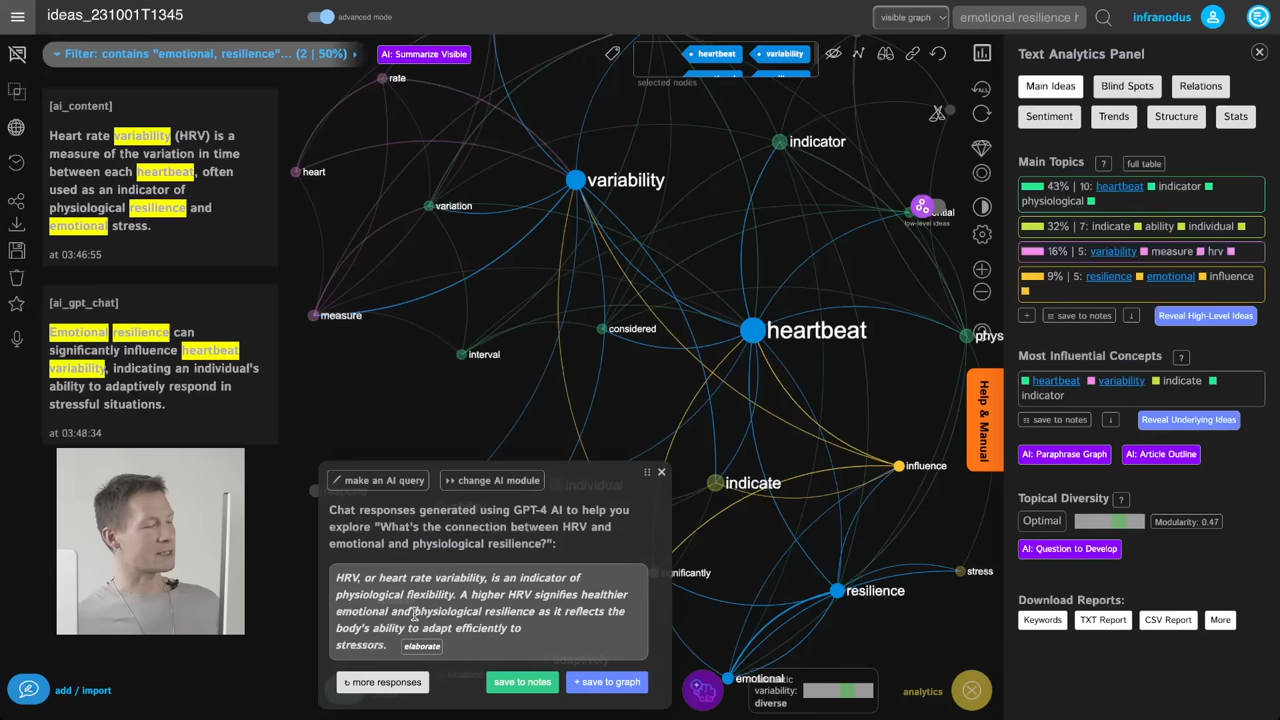 ideas_231001T1345
advanced mode
visible graph
emotional resilience h
infranodus
Filter: contains "emotional, resilience"... (2 | 50%)
AI: Summarize Visible
heartbeat
variability
selected nodes
[ai_content]
Heart rate variability (HRV) is a
measure of the variation in time
between each heartbeat, often
used as an indicator of
physiological resilience and
emotional stress.
at 03:46:55
[ai_gpt_chat]
Emotional resilience can
significantly influence heartbeat
variability, indicating an individual's
ability to adaptively respond in
stressful situations.
at 03:48:34
add / import
rate
heart
variation
measure
interval
variability
indicator
low-level ideas
considered
heartbeat
phys
influence
individual
indicate
significantly
stress
resilience
adaptively
emotional
make an AI query
change AI module
Chat responses generated using GPT-4 AI to help you
explore "What's the connection between HRV and
emotional and physiological resilience?":
HRV, or heart rate variability, is an indicator of
physiological flexibility. A higher HRV signifies healthier
emotional and physiological resilience as it reflects the
body's ability to adapt efficiently to
stressors. elaborate
↻ more responses
save to notes
+ save to graph
variability:
diverse
analytics
ALL
Help & Manual
Text Analytics Panel
Main Ideas
Blind Spots
Relations
Sentiment
Trends
Structure
Stats
Main Topics ? full table
43% | 10: heartbeat indicator
physiological
32% | 7: indicate ability individual
16% | 5: variability measure hrv
9% | 5: resilience emotional influence
+ save to notes ↓ Reveal High-Level Ideas
Most Influential Concepts ?
heartbeat variability indicate
indicator
save to notes ↓ Reveal Underlying Ideas
AI: Paraphrase Graph
AI: Article Outline
Topical Diversity ?
Optimal
Modularity: 0.47
AI: Question to Develop
Download Reports:
Keywords
TXT Report
CSV Report
More